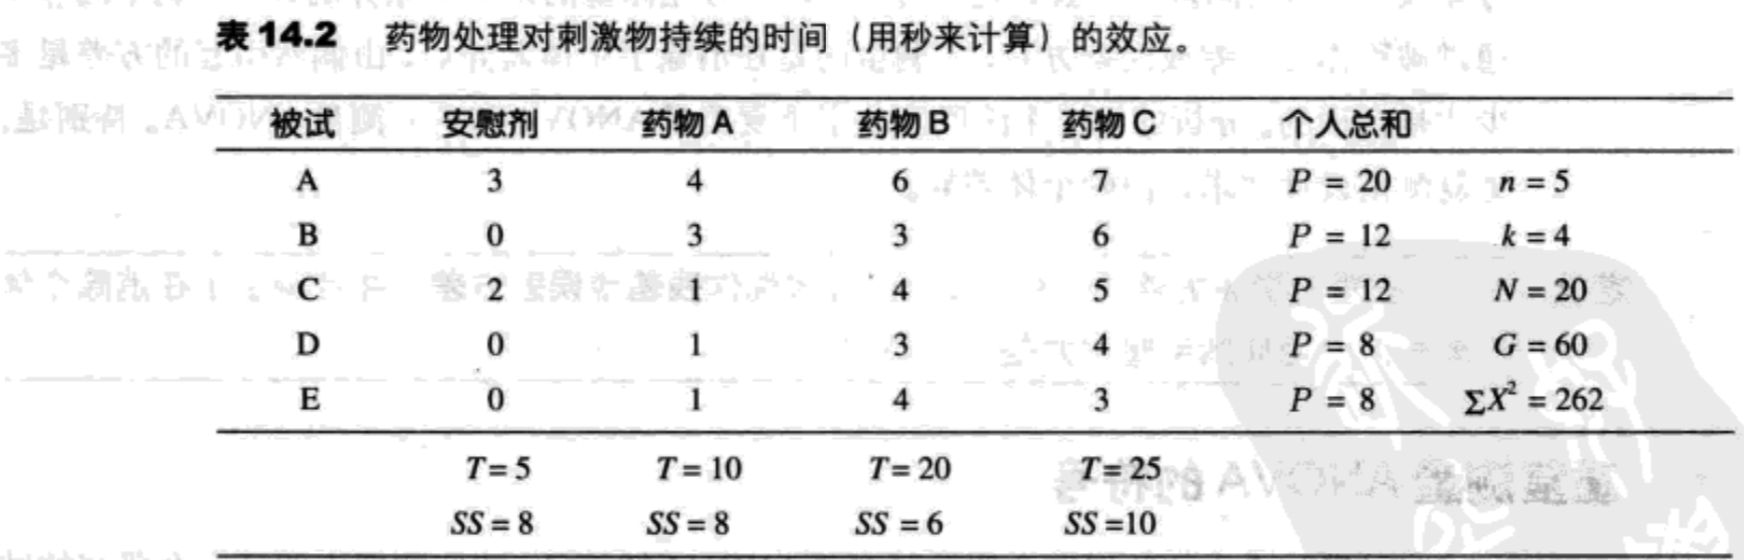 表 14.2 药物处理对刺激物持续的时间（用秒来计算）的效应。
被试 安慰剂 药物 A 药物 B 药物 C 个人总和
A 3 4 6 7 P = 20 n = 5
B 0 3 3 6 P = 12 k = 4
C 2 1 4 5 P = 12 N = 20
D 0 1 3 4 P = 8 G = 60
E 0 1 4 3 P = 8 ΣX² = 262
T = 5 T = 10 T = 20 T = 25
SS = 8 SS = 8 SS = 6 SS =10